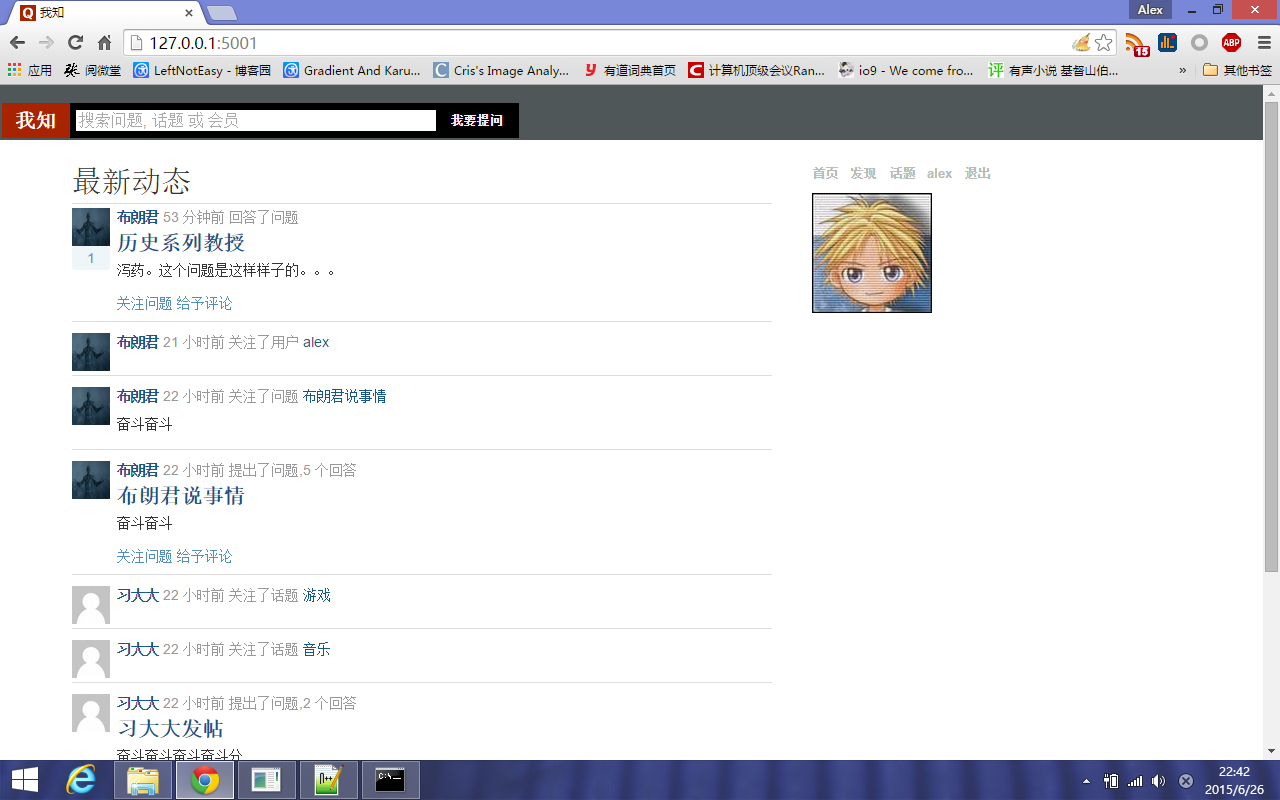 我知
Alex
127.0.0.1:5001
15
ABP
应用 阅微堂 LeftNotEasy - 博客园 Gradient And Karu... Cris's Image Analy... 有道词典首页 计算机顶级会议Ran... io9 - We come fro... 有声小说 基督山伯... » 其他书签
我知 搜索问题, 话题 或 会员 我要提问
首页 发现 话题 alex 退出
最新动态
布朗君 53 分钟前 回答了问题
历史系列教授
1
泻药。这个问题是这样样子的。。。
关注问题 给予评论
布朗君 21 小时前 关注了用户 alex
布朗君 22 小时前 关注了问题 布朗君说事情
奋斗奋斗
布朗君 22 小时前 提出了问题,5 个回答
布朗君说事情
奋斗奋斗
关注问题 给予评论
习大大 22 小时前 关注了话题 游戏
习大大 22 小时前 关注了话题 音乐
习大大 22 小时前 提出了问题,2 个回答
习大大发帖
奋斗奋斗奋斗奋斗分
22:42
2015/6/26